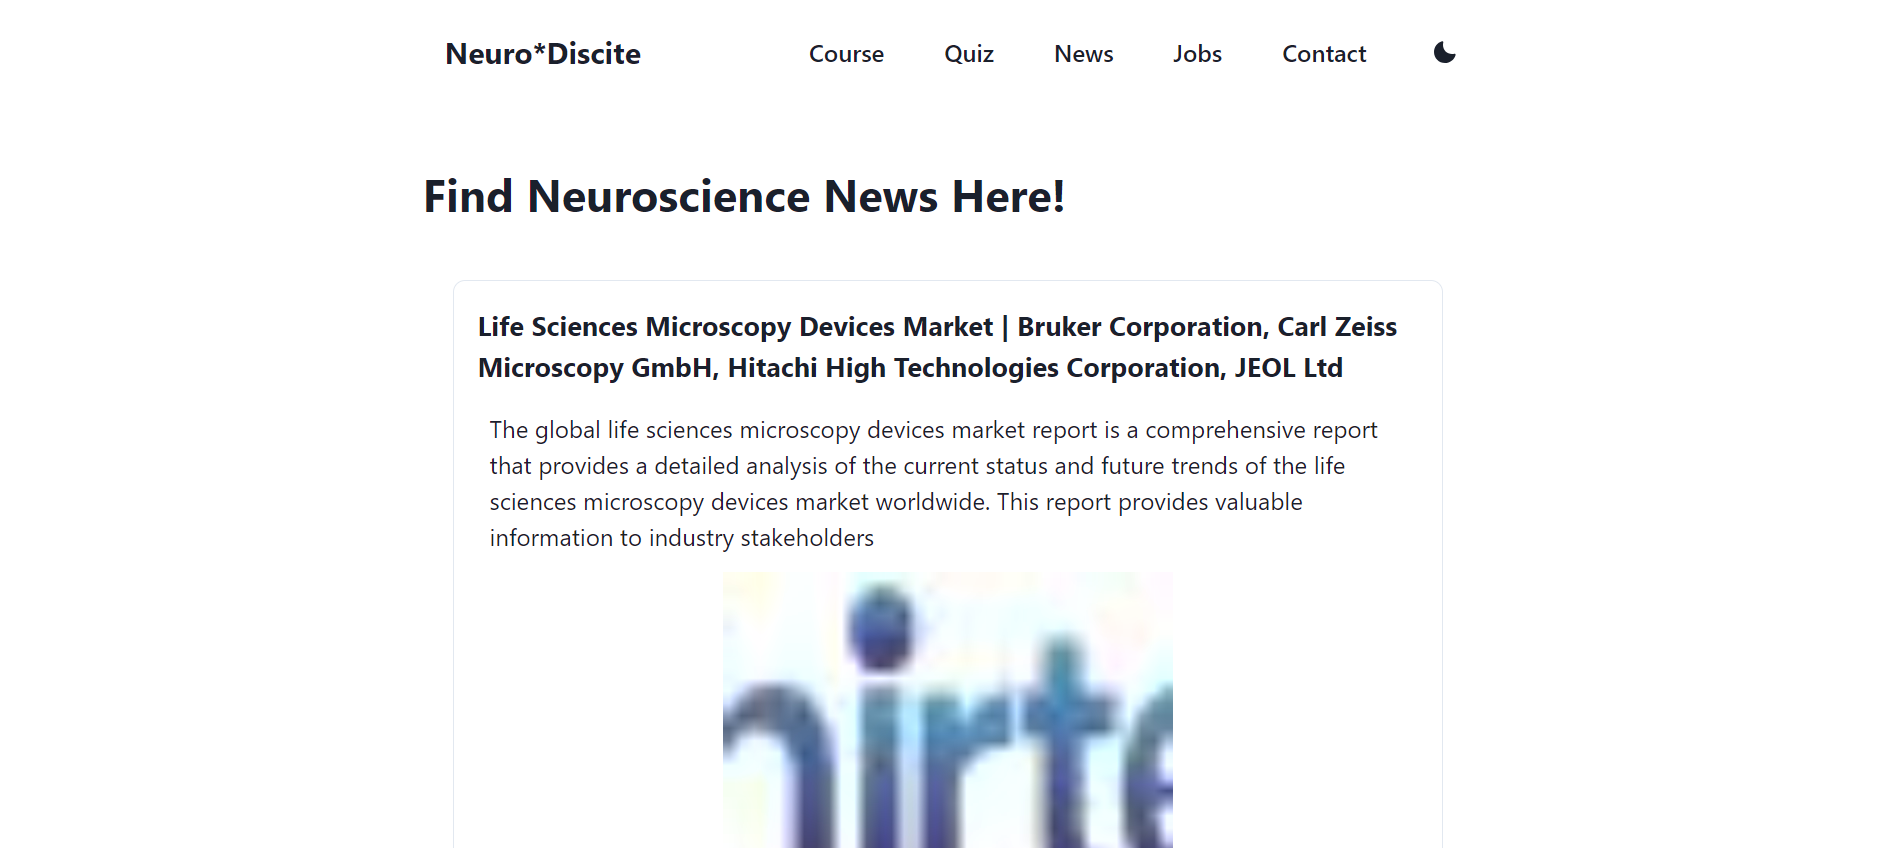 Neuro*Discite
Course
Quiz
News
Jobs
Contact
Find Neuroscience News Here!
Life Sciences Microscopy Devices Market | Bruker Corporation, Carl Zeiss
Microscopy GmbH, Hitachi High Technologies Corporation, JEOL Ltd
The global life sciences microscopy devices market report is a comprehensive report
that provides a detailed analysis of the current status and future trends of the life
sciences microscopy devices market worldwide. This report provides valuable
information to industry stakeholders